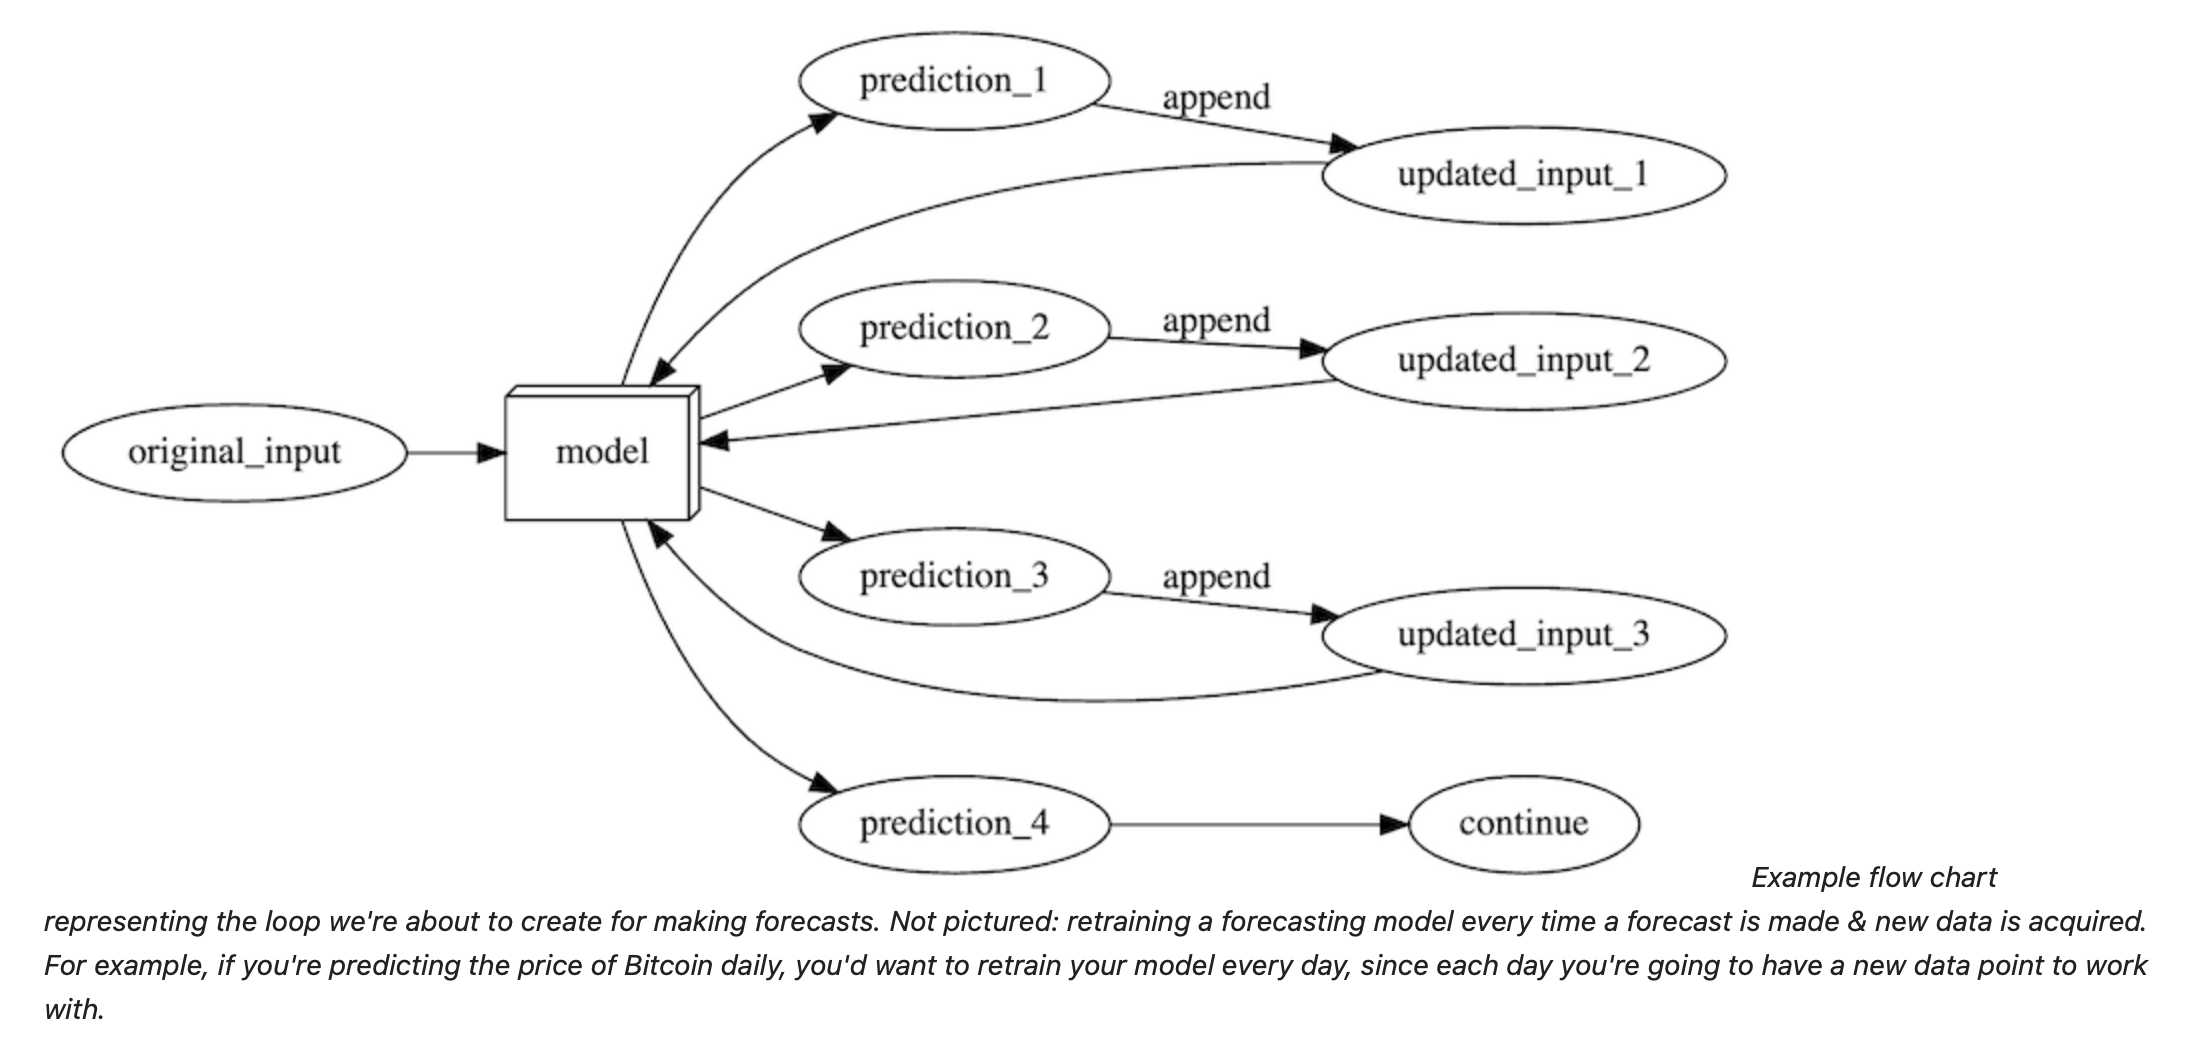 prediction_1
append
updated_input_1
prediction_2
append
updated_input_2
original_input
model
prediction_3
append
updated_input_3
prediction_4
continue
Example flow chart
representing the loop we're about to create for making forecasts. Not pictured: retraining a forecasting model every time a forecast is made & new data is acquired.
For example, if you're predicting the price of Bitcoin daily, you'd want to retrain your model every day, since each day you're going to have a new data point to work
with.